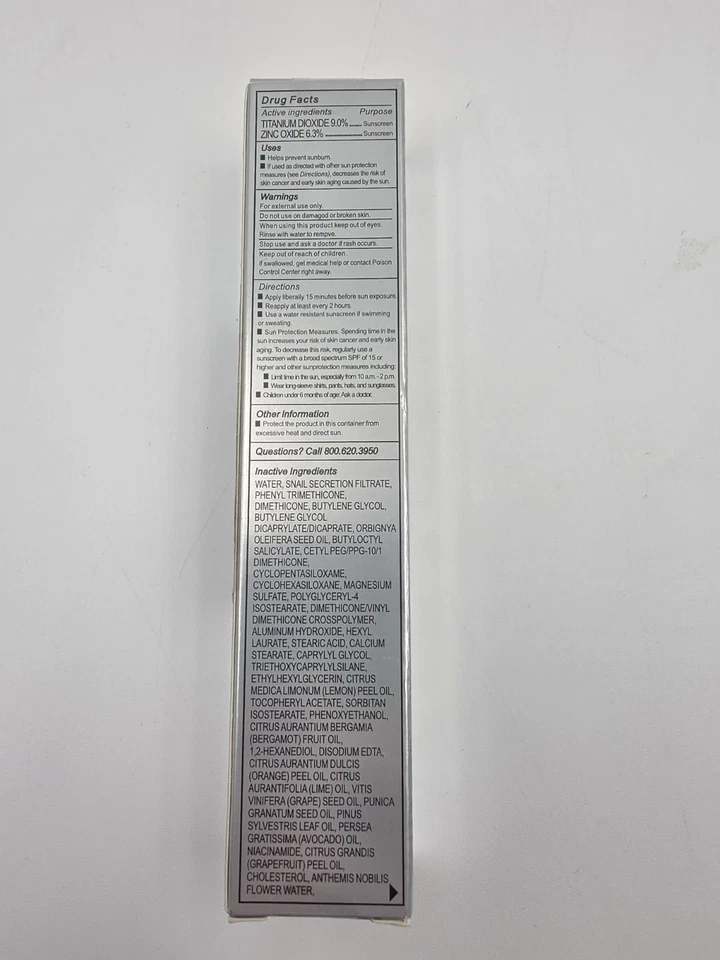 Drug Facts
Active ingredients Purpose
TITANIUM DIOXIDE 9.0% ...... Sunscreen
ZINC OXIDE 6.3% .................... Sunscreen
Uses
■ Helps prevent sunburn.
■ If used as directed with other sun protection
measures (see Directions), decreases the risk of
skin cancer and early skin aging caused by the sun.
Warnings
For external use only.
Do not use on damagod or broken skin.
When using this product keep out of eyes.
Rinse with water to rempve.
Stop use and ask a doctor if rash occurs.
Keep out of reach of children.
If swallowed, get medical help or contact Poison
Control Center right away.
Directions
■ Apply liberally 15 minutes before sun exposure.
■ Reapply at least every 2 hours.
■ Use a water resistant sunscreen if swimming
or sweating.
■ Sun Protection Measures. Spending time in the
sun increases your risk of skin cancer and early skin
aging. To decrease this risk, regularly use a
sunscreen with a broad spectrum SPF of 15 or
higher and other sunprotection measures including:
■ Limit time in the sun, especially from 10 a.m. - 2 p.m.
■ Wear long-sleeve shirts, pants, hats, and sunglasses.
■ Children under 6 months of age: Ask a doctor.
Other Information
■ Protect the product in this container from
excessive heat and direct sun.
Questions? Call 800.620.3950
Inactive Ingredients
WATER, SNAIL SECRETION FILTRATE,
PHENYL TRIMETHICONE,
DIMETHICONE, BUTYLENE GLYCOL,
BUTYLENE GLYCOL
DICAPRYLATE/DICAPRATE, ORBIGNYA
OLEIFERA SEED OIL, BUTYLOCTYL
SALICYLATE, CETYL PEG/PPG-10/1
DIMETHICONE,
CYCLOPENTASILOXAME,
CYCLOHEXASILOXANE, MAGNESIUM
SULFATE, POLYGLYCERYL-4
ISOSTEARATE, DIMETHICONE/VINYL
DIMETHICONE CROSSPOLYMER,
ALUMINUM HYDROXIDE, HEXYL
LAURATE, STEARIC ACID, CALCIUM
STEARATE, CAPRYLYL GLYCOL,
TRIETHOXYCAPRYLYLSILANE,
ETHYLHEXYLGLYCERIN, CITRUS
MEDICA LIMONUM (LEMON) PEEL OIL,
TOCOPHERYL ACETATE, SORBITAN
ISOSTEARATE, PHENOXYETHANOL,
CITRUS AURANTIUM BERGAMIA
(BERGAMOT) FRUIT OIL,
1,2-HEXANEDIOL, DISODIUM EDTA,
CITRUS AURANTIUM DULCIS
(ORANGE) PEEL OIL, CITRUS
AURANTIFOLIA (LIME) OIL, VITIS
VINIFERA (GRAPE) SEED OIL, PUNICA
GRANATUM SEED OIL, PINUS
SYLVESTRIS LEAF OIL, PERSEA
GRATISSIMA (AVOCADO) OIL,
NIACINAMIDE, CITRUS GRANDIS
(GRAPEFRUIT) PEEL OIL,
CHOLESTEROL, ANTHEMIS NOBILIS
FLOWER WATER,